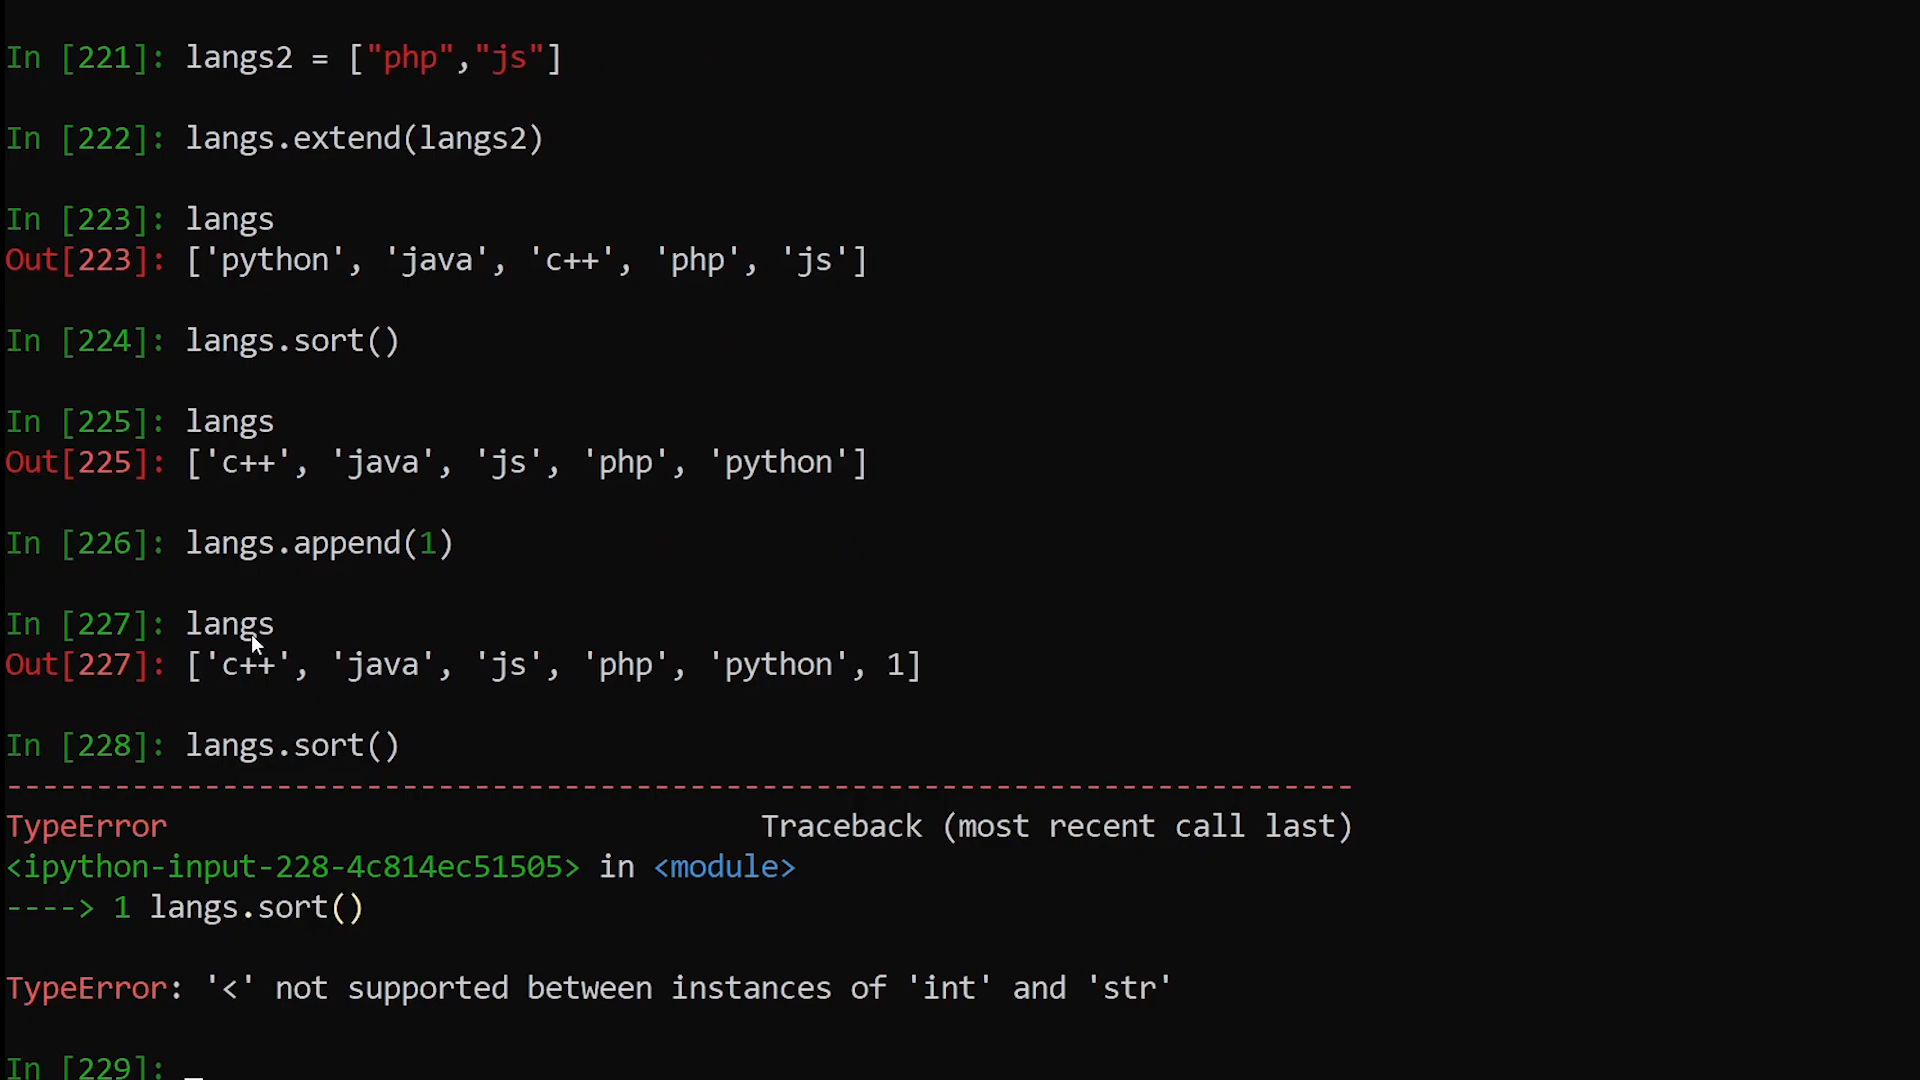 In [221]: langs2 = ["php","js"]
In [222]: langs.extend(langs2)
In [223]: langs
Out[223]: ['python', 'java', 'c++', 'php', 'js']
In [224]: langs.sort()
In [225]: langs
Out[225]: ['c++', 'java', 'js', 'php', 'python']
In [226]: langs.append(1)
In [227]: langs
Out[227]: ['c++', 'java', 'js', 'php', 'python', 1]
In [228]: langs.sort()
---------------------------------------------------------------------------
TypeError                                 Traceback (most recent call last)
<ipython-input-228-4c814ec51505> in <module>
----> 1 langs.sort()
TypeError: '<' not supported between instances of 'int' and 'str'
In [229]: _